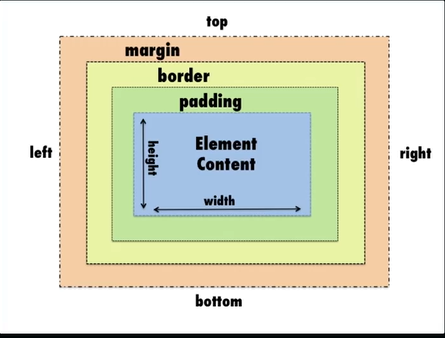 top
margin
border
padding
left
height
Element
Content
right
width
bottom